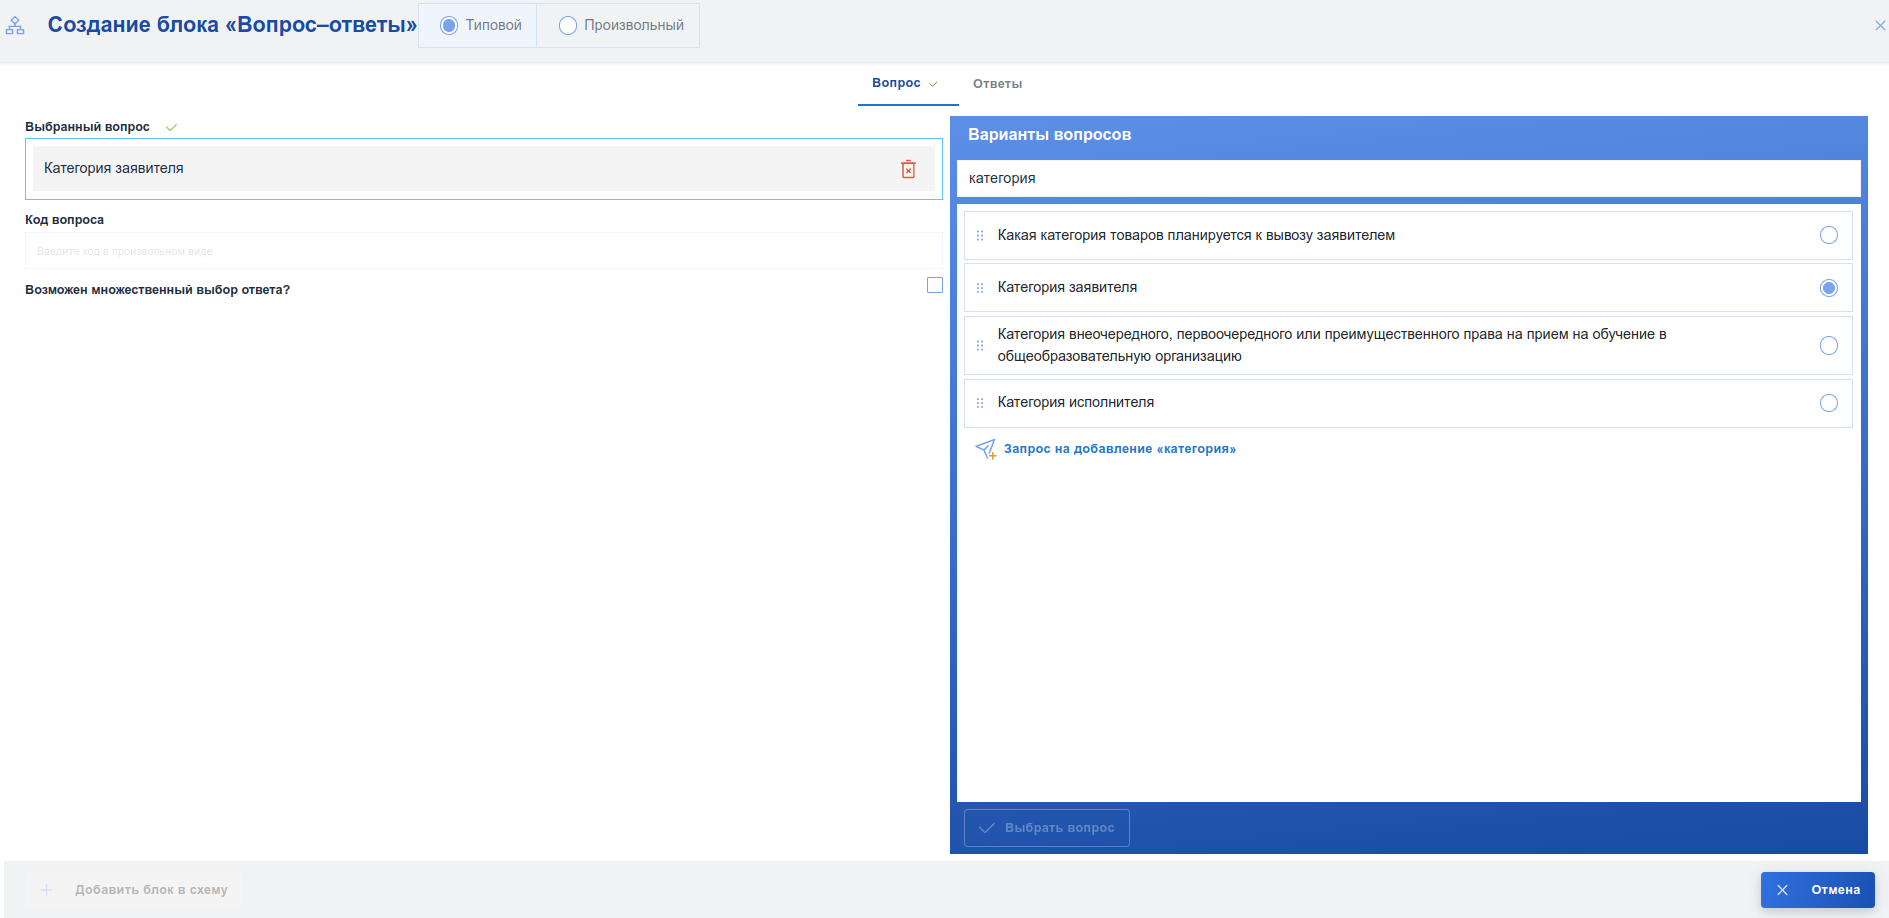 Создание блока «Вопрос–ответы»
Типовой
Произвольный
Вопрос
Ответы
Выбранный вопрос
Категория заявителя
Код вопроса
Введите код в произвольном виде
Возможен множественный выбор ответа?
Варианты вопросов
категория
Какая категория товаров планируется к вывозу заявителем
Категория заявителя
Категория внеочередного, первоочередного или преимущественного права на прием на обучение в
общеобразовательную организацию
Категория исполнителя
Запрос на добавление «категория»
Выбрать вопрос
Добавить блок в схему
Отмена